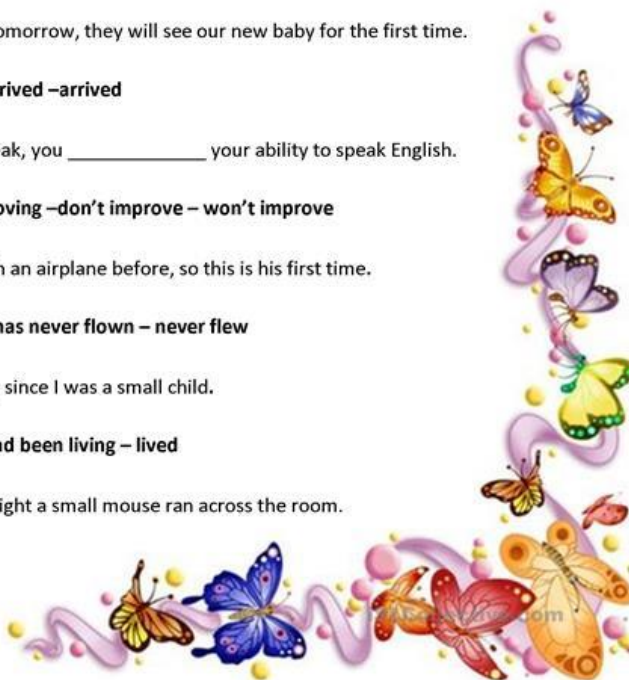 omorrow, they will see our new baby for the first time.
rived –arrived
ak, you _____________ your ability to speak English.
oving –don't improve – won't improve
n an airplane before, so this is his first time.
has never flown – never flew
since I was a small child.
ad been living – lived
ight a small mouse ran across the room.